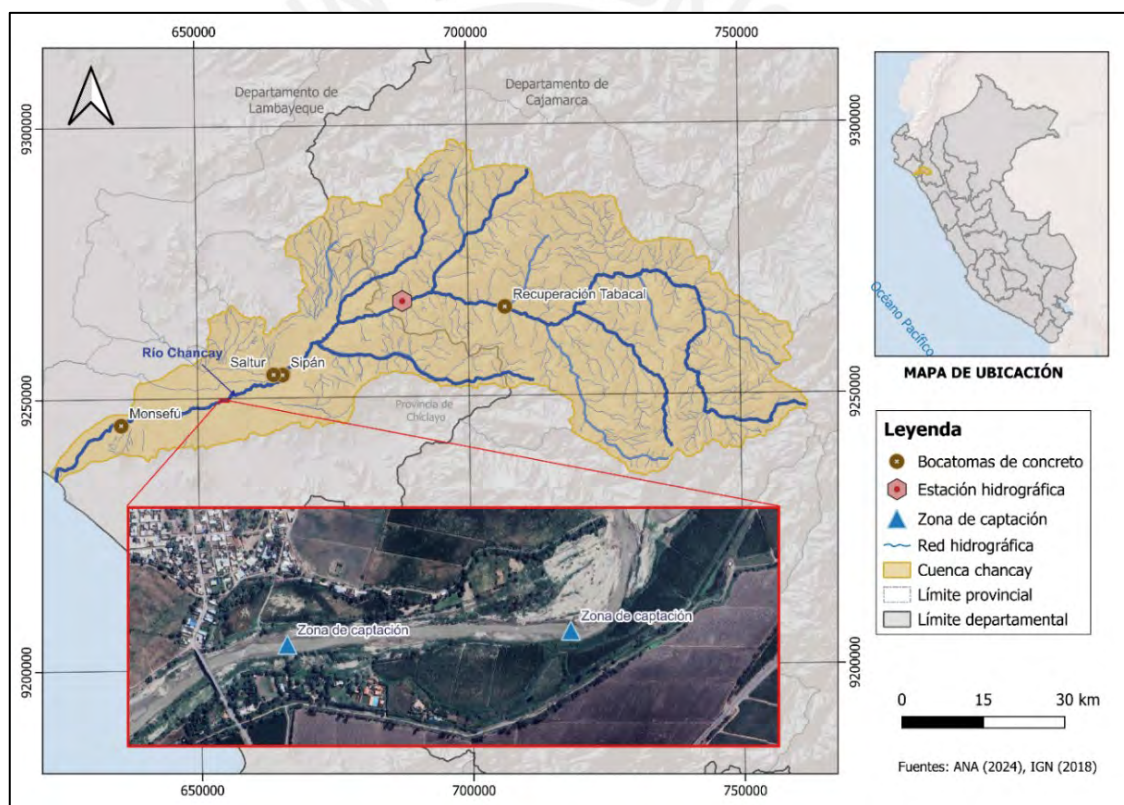 650000
700000
750000
Departamento de
Lambayeque
Departamento de
Cajamarca
9300000
9300000
Recuperación Tabacal
Río Chancay
Saltur
Sipán
Provincia de
Chiclayo
Monsefú
9250000
9250000
Zona de captación
Zona de captación
9200000
9200000
650000
700000
750000
Océano Pacífico
MAPA DE UBICACIÓN
Leyenda
Bocatomas de concreto
Estación hidrográfica
Zona de captación
Red hidrográfica
Cuenca chancay
Límite provincial
Límite departamental
0 15 30 km
Fuentes: ANA (2024), IGN (2018)